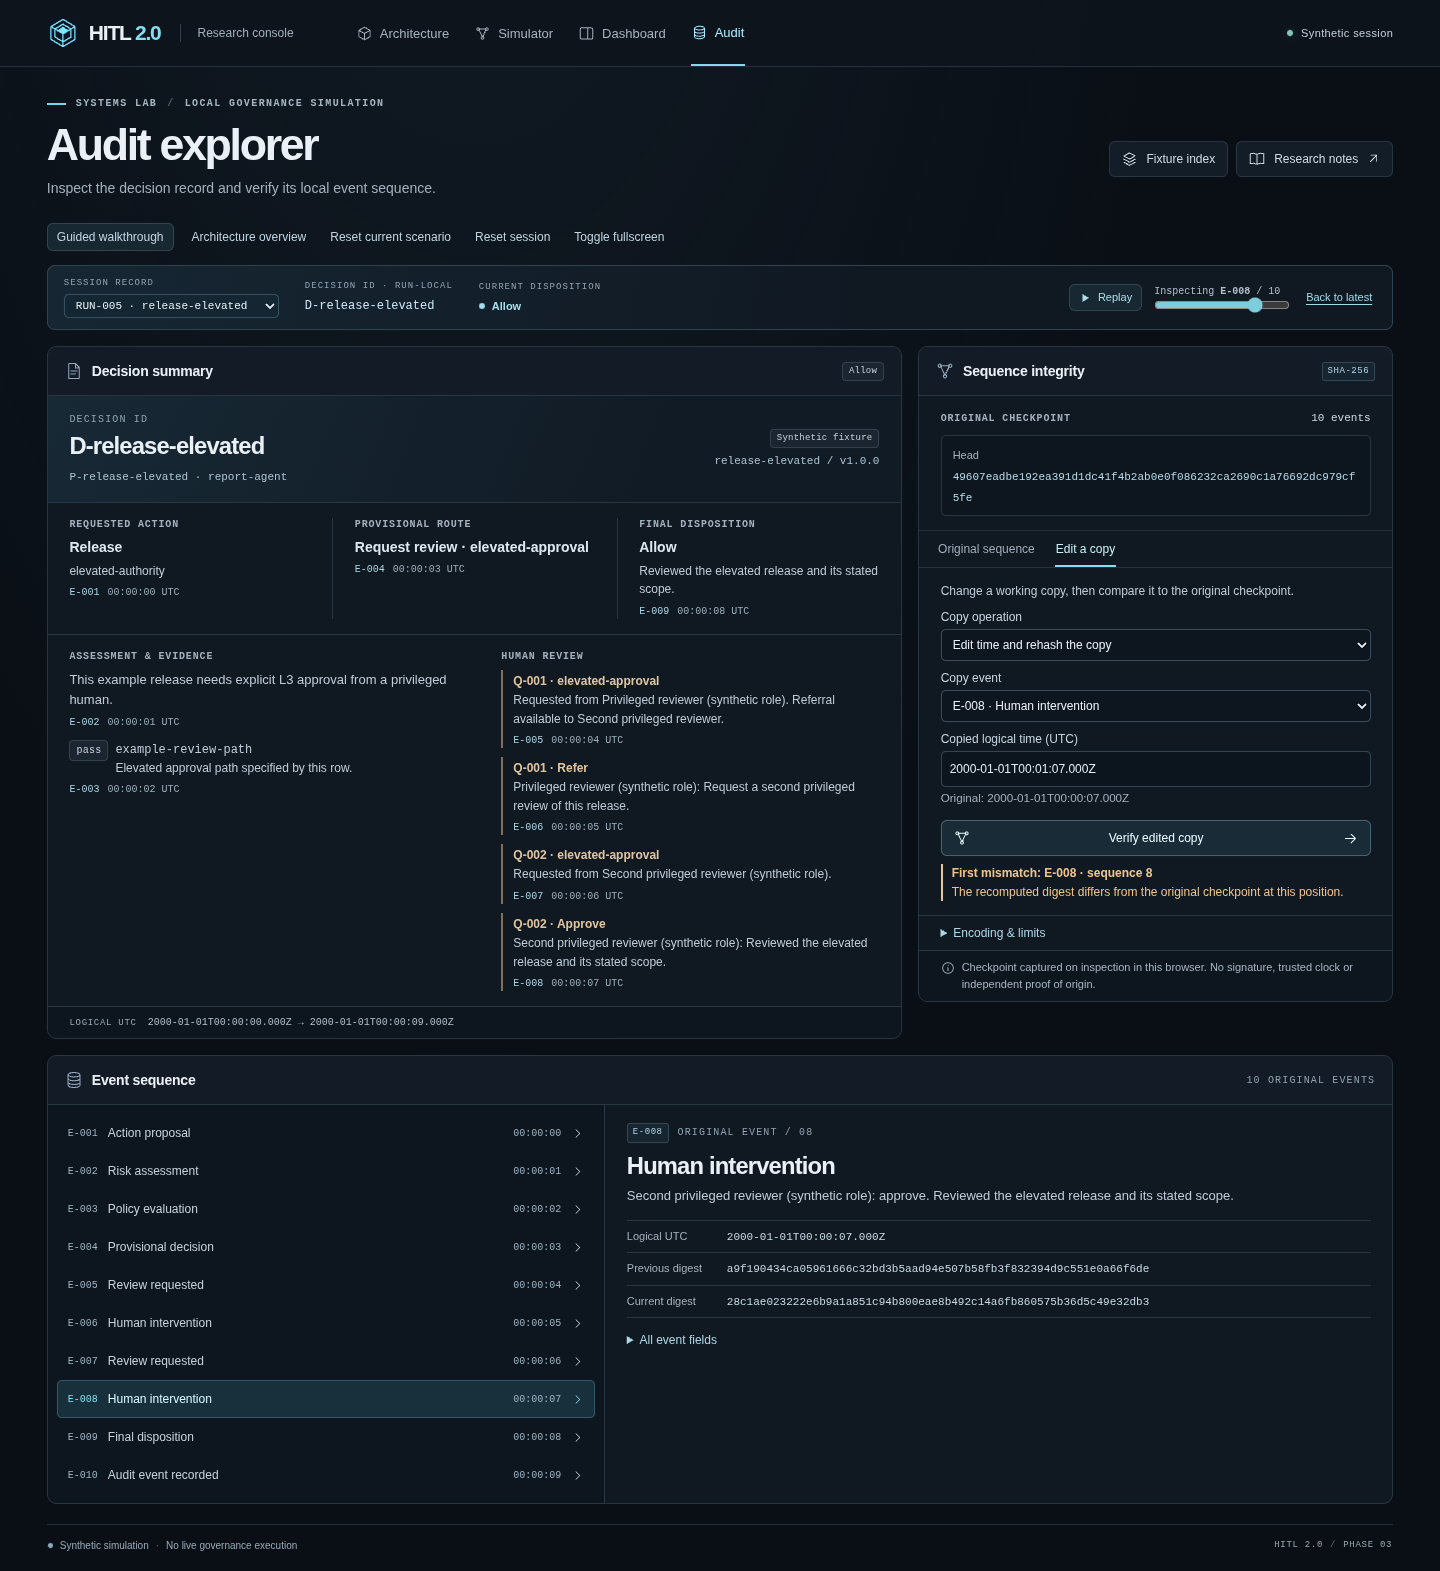 HITL 2.0
Research console
Architecture
Simulator
Dashboard
Audit
Synthetic session
SYSTEMS LAB / LOCAL GOVERNANCE SIMULATION
Audit explorer
Inspect the decision record and verify its local event sequence.
Fixture index
Research notes
Guided walkthrough
Architecture overview
Reset current scenario
Reset session
Toggle fullscreen
SESSION RECORD
RUN-005 · release-elevated
DECISION ID · RUN-LOCAL
D-release-elevated
CURRENT DISPOSITION
Allow
Replay
Inspecting E-008 / 10
Back to latest
Decision summary
Allow
DECISION ID
D-release-elevated
P-release-elevated · report-agent
Synthetic fixture
release-elevated / v1.0.0
REQUESTED ACTION
Release
elevated-authority
E-001 00:00:00 UTC
PROVISIONAL ROUTE
Request review · elevated-approval
E-004 00:00:03 UTC
FINAL DISPOSITION
Allow
Reviewed the elevated release and its stated
scope.
E-009 00:00:08 UTC
ASSESSMENT & EVIDENCE
This example release needs explicit L3 approval from a privileged
human.
E-002 00:00:01 UTC
pass example-review-path
Elevated approval path specified by this row.
E-003 00:00:02 UTC
HUMAN REVIEW
Q-001 · elevated-approval
Requested from Privileged reviewer (synthetic role). Referral
available to Second privileged reviewer.
E-005 00:00:04 UTC
Q-001 · Refer
Privileged reviewer (synthetic role): Request a second privileged
review of this release.
E-006 00:00:05 UTC
Q-002 · elevated-approval
Requested from Second privileged reviewer (synthetic role).
E-007 00:00:06 UTC
Q-002 · Approve
Second privileged reviewer (synthetic role): Reviewed the elevated
release and its stated scope.
E-008 00:00:07 UTC
LOGICAL UTC 2000-01-01T00:00:00.000Z → 2000-01-01T00:00:09.000Z
Sequence integrity
SHA-256
ORIGINAL CHECKPOINT
10 events
Head
49607eadbe192ea391d1dc41f4b2ab0e0f086232ca2690c1a76692dc979cf
5fe
Original sequence
Edit a copy
Change a working copy, then compare it to the original checkpoint.
Copy operation
Edit time and rehash the copy
Copy event
E-008 · Human intervention
Copied logical time (UTC)
2000-01-01T00:01:07.000Z
Original: 2000-01-01T00:00:07.000Z
Verify edited copy
First mismatch: E-008 · sequence 8
The recomputed digest differs from the original checkpoint at this position.
Encoding & limits
Checkpoint captured on inspection in this browser. No signature, trusted clock or
independent proof of origin.
Event sequence
10 ORIGINAL EVENTS
E-001 Action proposal 00:00:00
E-002 Risk assessment 00:00:01
E-003 Policy evaluation 00:00:02
E-004 Provisional decision 00:00:03
E-005 Review requested 00:00:04
E-006 Human intervention 00:00:05
E-007 Review requested 00:00:06
E-008 Human intervention 00:00:07
E-009 Final disposition 00:00:08
E-010 Audit event recorded 00:00:09
E-008 ORIGINAL EVENT / 08
Human intervention
Second privileged reviewer (synthetic role): approve. Reviewed the elevated release and its stated scope.
Logical UTC 2000-01-01T00:00:07.000Z
Previous digest a9f190434ca05961666c32bd3b5aad94e507b58fb3f832394d9c551e0a66f6de
Current digest 28c1ae023222e6b9a1a851c94b800eae8b492c14a6fb860575b36d5c49e32db3
All event fields
Synthetic simulation · No live governance execution
HITL 2.0 / PHASE 03